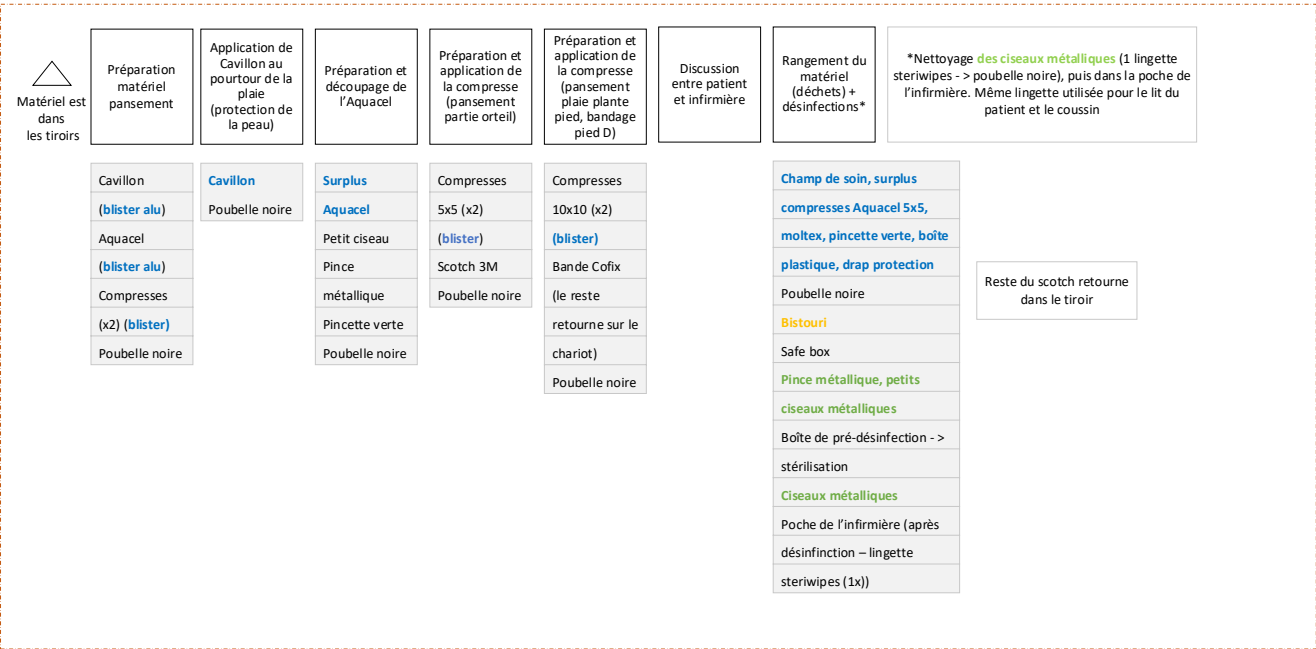 Matériel est
dans
les tiroirs
Préparation
matériel
pansement
Application de
Cavillon au
pourtour de la
plaie
(protection de
la peau)
Préparation et
découpage de
l'Aquacel
Préparation et
application de
la compresse
(pansement
partie orteil)
Préparation et
application de
la compresse
(pansement
plaie plante
pied, bandage
pied D)
Discussion
entre patient
et infirmière
Rangement du
matériel
(déchets) +
désinfections*
*Nettoyage des ciseaux métalliques (1 lingette
steriwipes - > poubelle noire), puis dans la poche de
l'infirmière. Même lingette utilisée pour le lit du
patient et le coussin
Cavillon
(blister alu)
Aquacel
(blister alu)
Compresses
(x2) (blister)
Poubelle noire
Cavillon
Poubelle noire
Surplus
Aquacel
Petit ciseau
Pince
métallique
Pincette verte
Poubelle noire
Compresses
5x5 (x2)
(blister)
Scotch 3M
Poubelle noire
Compresses
10x10 (x2)
(blister)
Bande Cofix
(le reste
retourne sur le
chariot)
Poubelle noire
Champ de soin, surplus
compresses Aquacel 5x5,
moltex, pincette verte, boîte
plastique, drap protection
Poubelle noire
Bistouri
Safe box
Pince métallique, petits
ciseaux métalliques
Boîte de pré-désinfection - >
stérilisation
Ciseaux métalliques
Poche de l'infirmière (après
désinfinction – lingette
steriwipes (1x))
Reste du scotch retourne
dans le tiroir